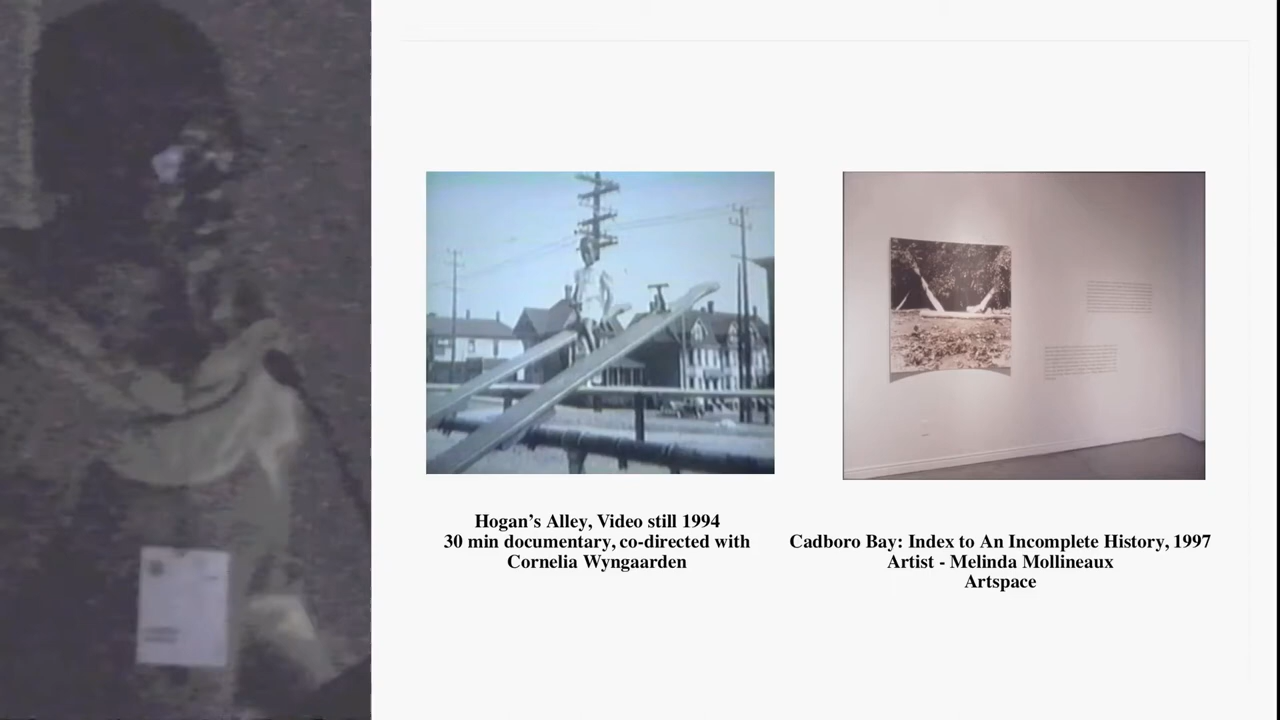 Hogan’s Alley, Video still 1994
30 min documentary, co-directed with
Cornelia Wyngaarden
Cadboro Bay: Index to An Incomplete History, 1997
Artist - Melinda Mollineaux
Artspace